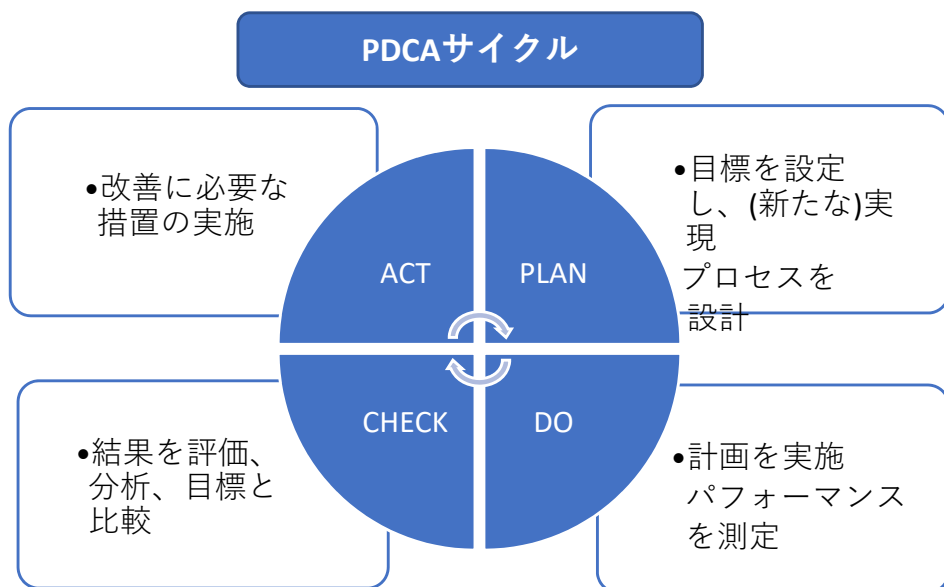 PDCAサイクル
•改善に必要な
措置の実施
ACT
PLAN
•目標を設定
し、(新たな)実
現
プロセスを
設計
•結果を評価、
分析、目標と
比較
CHECK
DO
•計画を実施
パフォーマンス
を測定